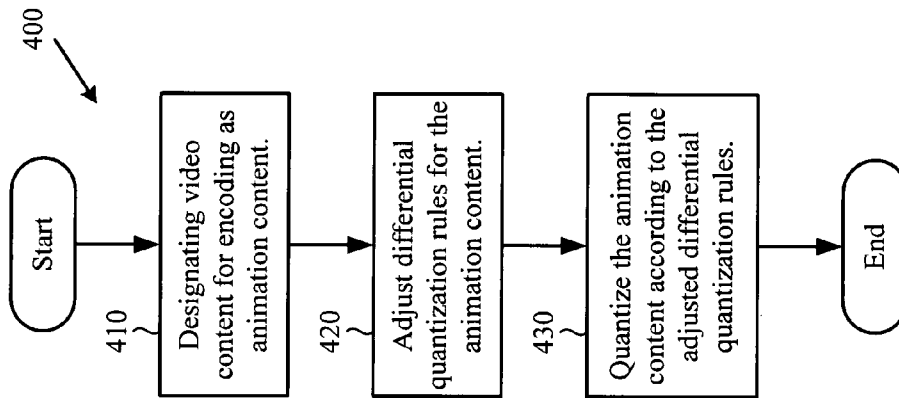 400
Start
410
Designating video
content for encoding as
animation content.
420
Adjust differential
quantization rules for the
animation content.
430
Quantize the animation
content according to the
adjusted differential
quantization rules.
End